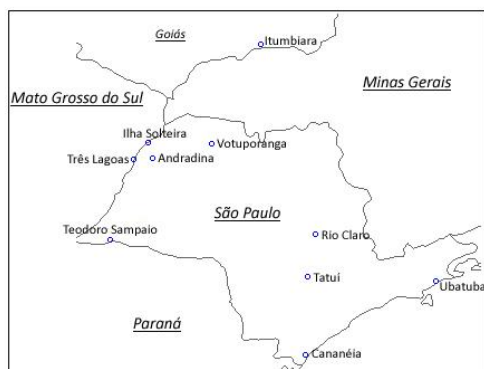 Goiás
Itumbiara
Minas Gerais
Mato Grosso do Sul
Ilha Solteira
Votuporanga
Três Lagoas
Andradina
São Paulo
Teodoro Sampaio
Rio Claro
Tatuí
Ubatuba
Paraná
Cananéia